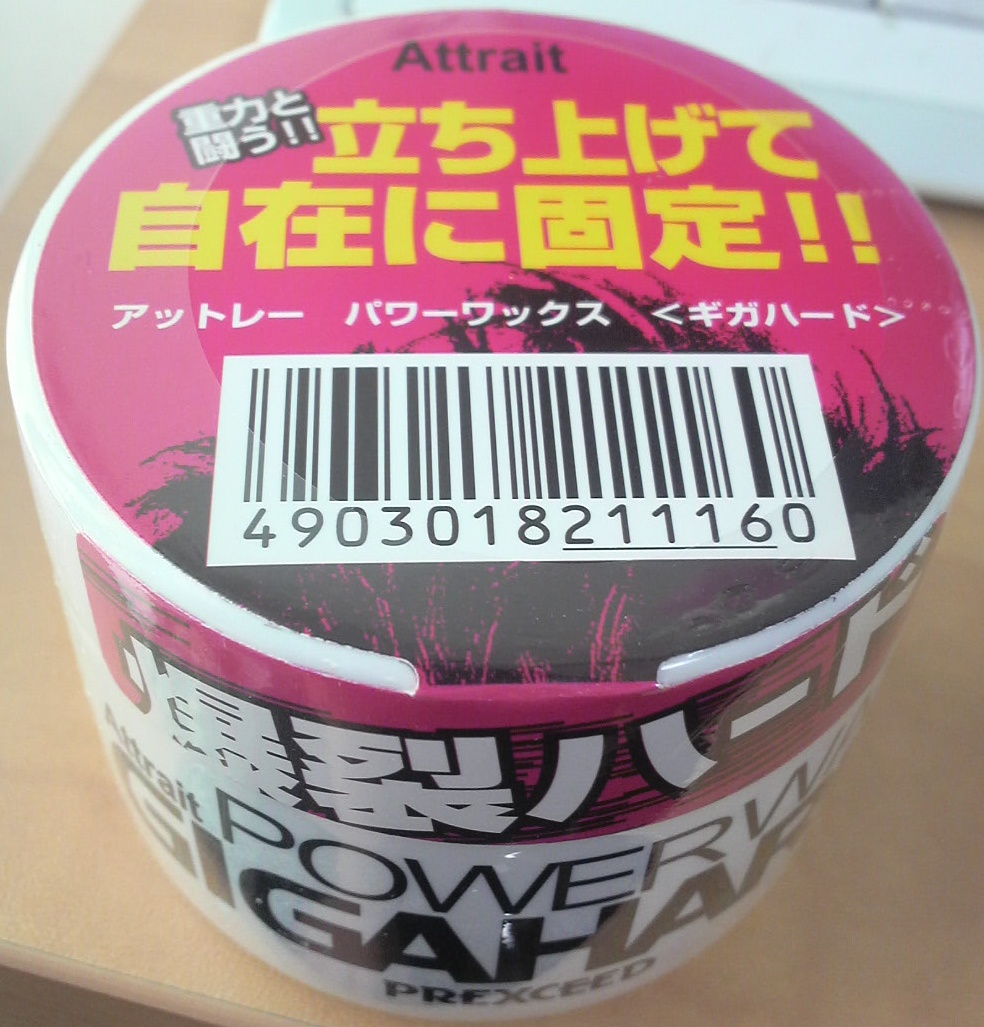 Attrait
重力と
闘う!!
立ち上げて
自在に固定!!
アットレー パワーワックス <ギガハード>
4903018211160
爆裂ハード
Attrait
POWER W
GIGAHAR
PREXCEED